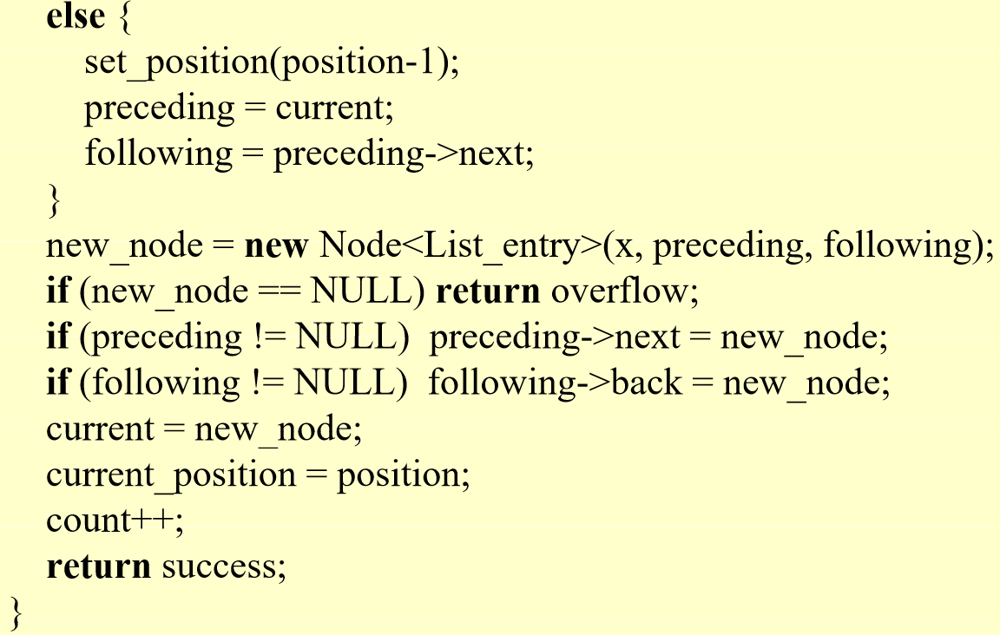 else {
set_position(position-1);
preceding = current;
following = preceding->next;
}
new_node = new Node<List_entry>(x, preceding, following);
if (new_node == NULL) return overflow;
if (preceding != NULL)  preceding->next = new_node;
if (following != NULL)  following->back = new_node;
current = new_node;
current_position = position;
count++;
return success;
}